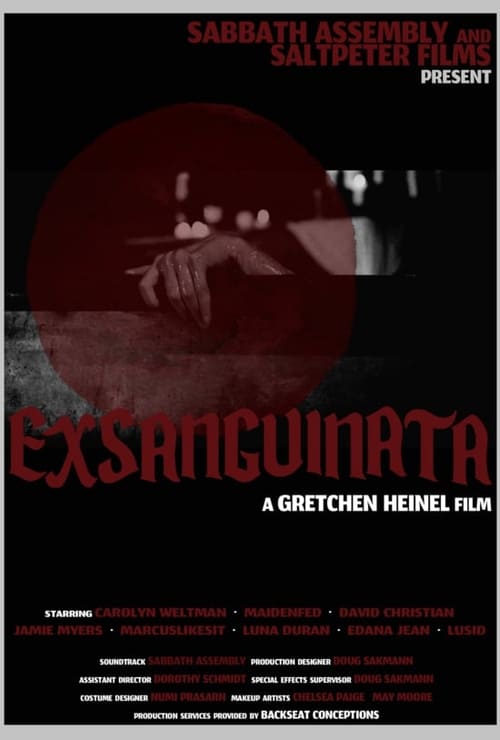 SABBATH ASSEMBLY AND
SALTPETER FILMS
PRESENT
EXSANGUINATA
A GRETCHEN HEINEL FILM
STARRING CAROLYN WELTMAN · MAIDENFED · DAVID CHRISTIAN
JAMIE MYERS · MARCUSLIKESIT · LUNA DURAN · EDANA JEAN · LUSID
SOUNDTRACK SABBATH ASSEMBLY PRODUCTION DESIGNER DOUG SAKMANN
ASSISTANT DIRECTOR DOROTHY SCHMIDT SPECIAL EFFECTS SUPERVISOR DOUG SAKMANN
COSTUME DESIGNER NUMI PRASARN MAKEUP ARTISTS CHELSEA PAIGE MAY MOORE
PRODUCTION SERVICES PROVIDED BY BACKSEAT CONCEPTIONS